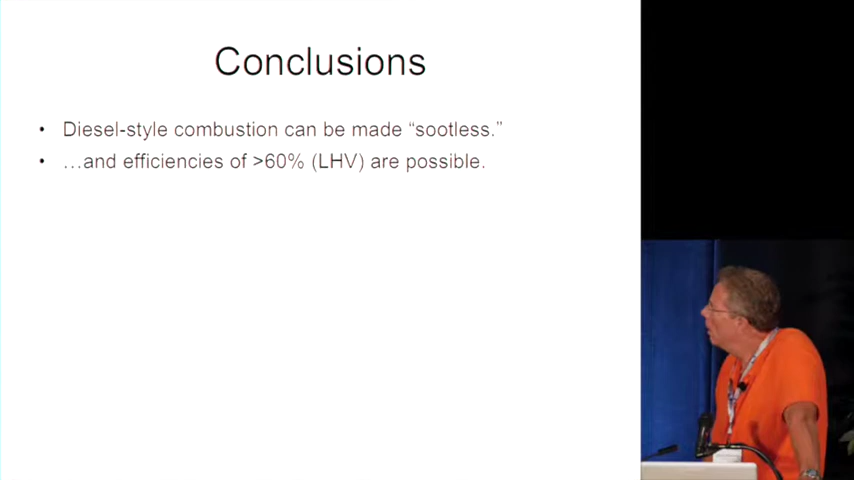 Conclusions
• Diesel-style combustion can be made “sootless.”
• …and efficiencies of >60% (LHV) are possible.